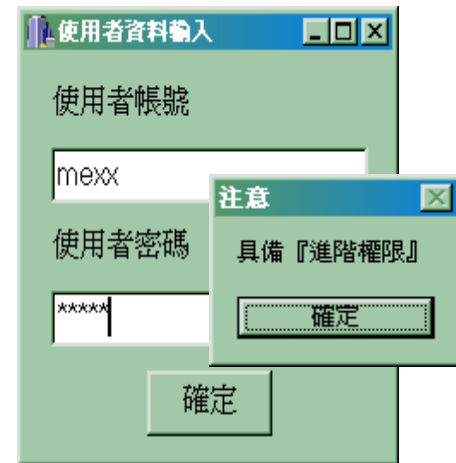 使用者資料輸入
使用者帳號
mexx
使用者密碼
*****
確定
注意
具備『進階權限』
確定